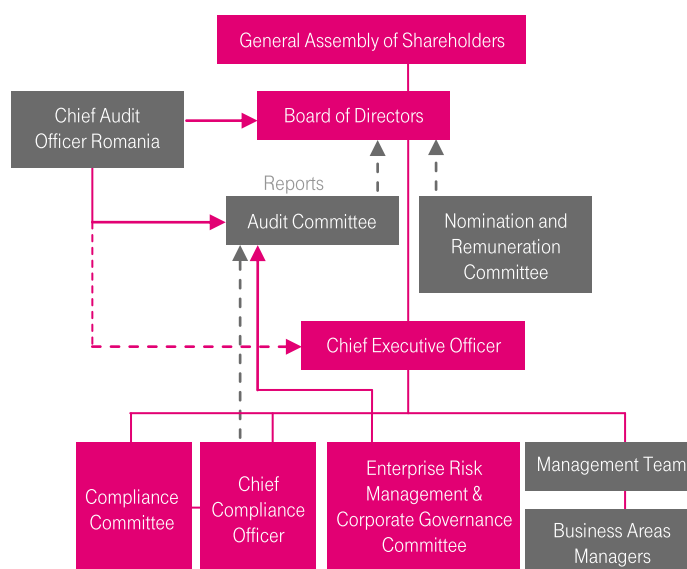 General Assembly of Shareholders
Chief Audit
Officer Romania
Board of Directors
Reports
Audit Committee
Nomination and
Remuneration
Committee
Chief Executive Officer
Compliance
Committee
Chief
Compliance
Officer
Enterprise Risk
Management &
Corporate Governance
Committee
Management Team
Business Areas
Managers